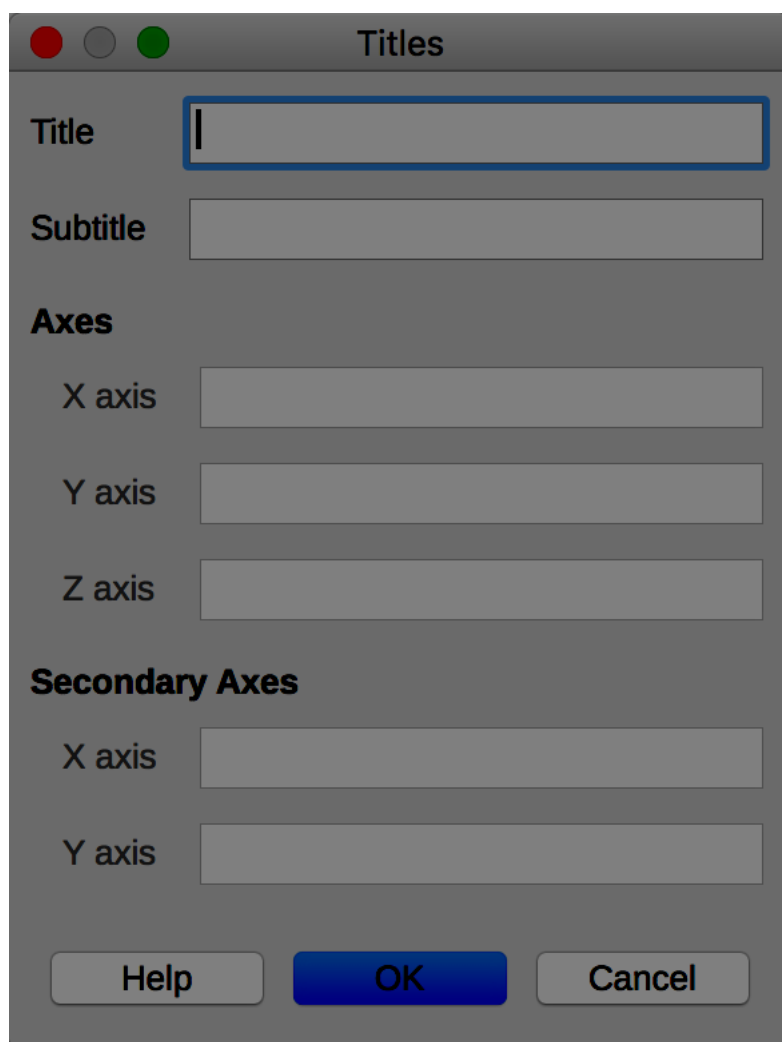 Titles
Title
Subtitle
Axes
X axis
Y axis
Z axis
Secondary Axes
X axis
Y axis
Help OK Cancel